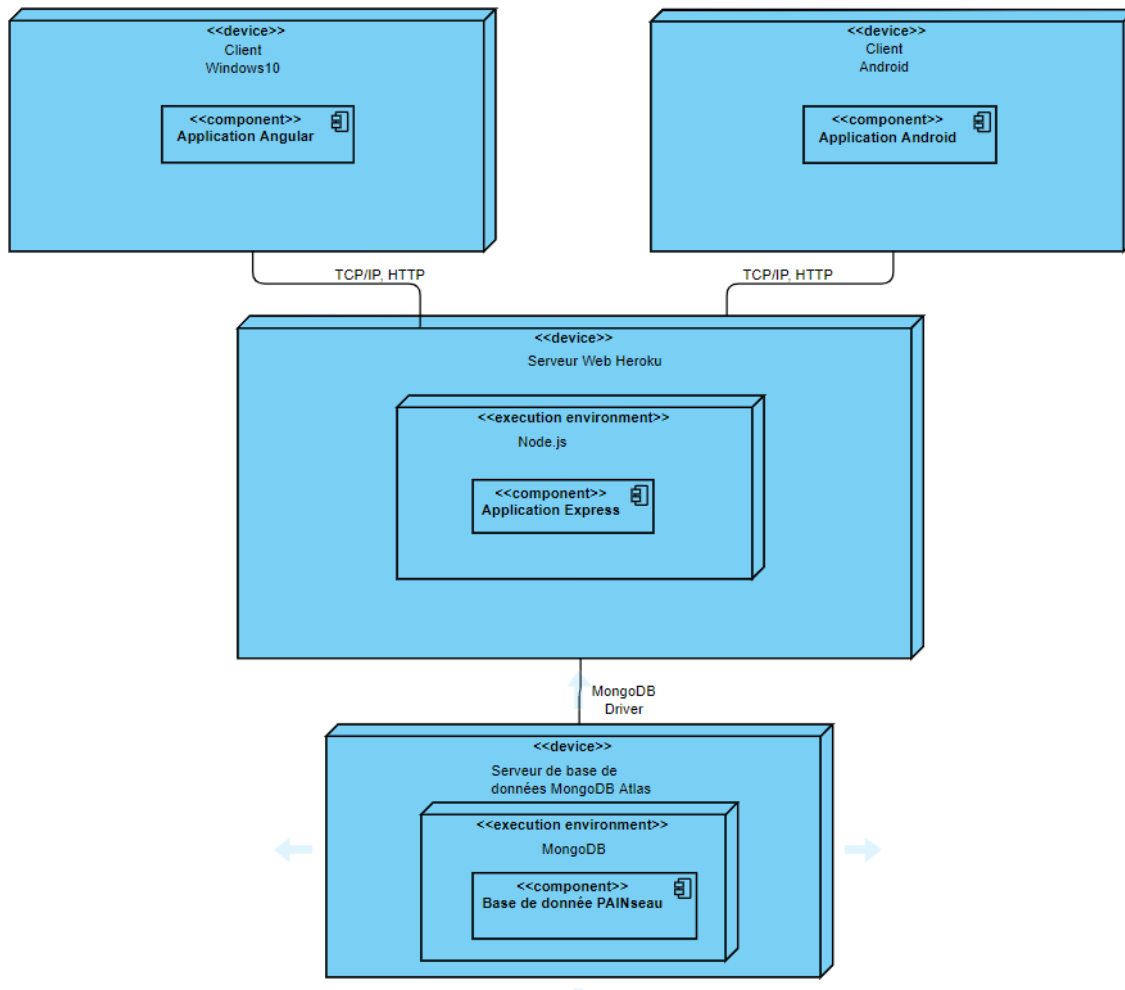 <<device>>
Client
Windows10
<<component>>
Application Angular
<<device>>
Client
Android
<<component>>
Application Android
TCP/IP, HTTP
TCP/IP, HTTP
<<device>>
Serveur Web Heroku
<<execution environment>>
Node.js
<<component>>
Application Express
MongoDB
Driver
<<device>>
Serveur de base de
données MongoDB Atlas
<<execution environment>>
MongoDB
<<component>>
Base de donnée PAINseau